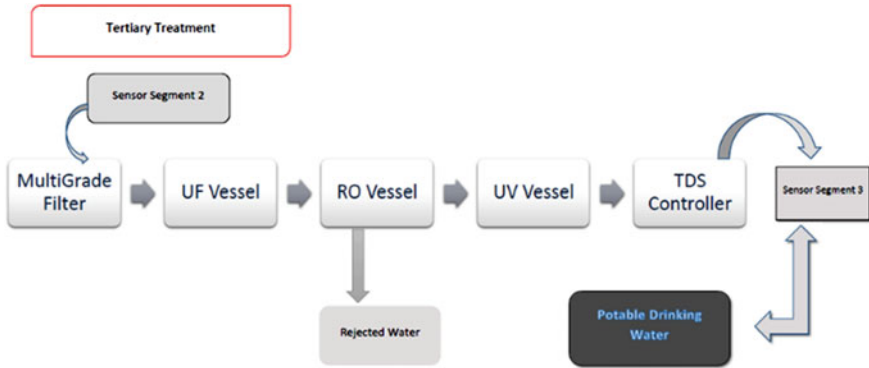 Tertiary Treatment
Sensor Segment 2
MultiGrade
Filter
UF Vessel
RO Vessel
UV Vessel
TDS
Controller
Sensor Segment 3
Rejected Water
Potable Drinking
Water